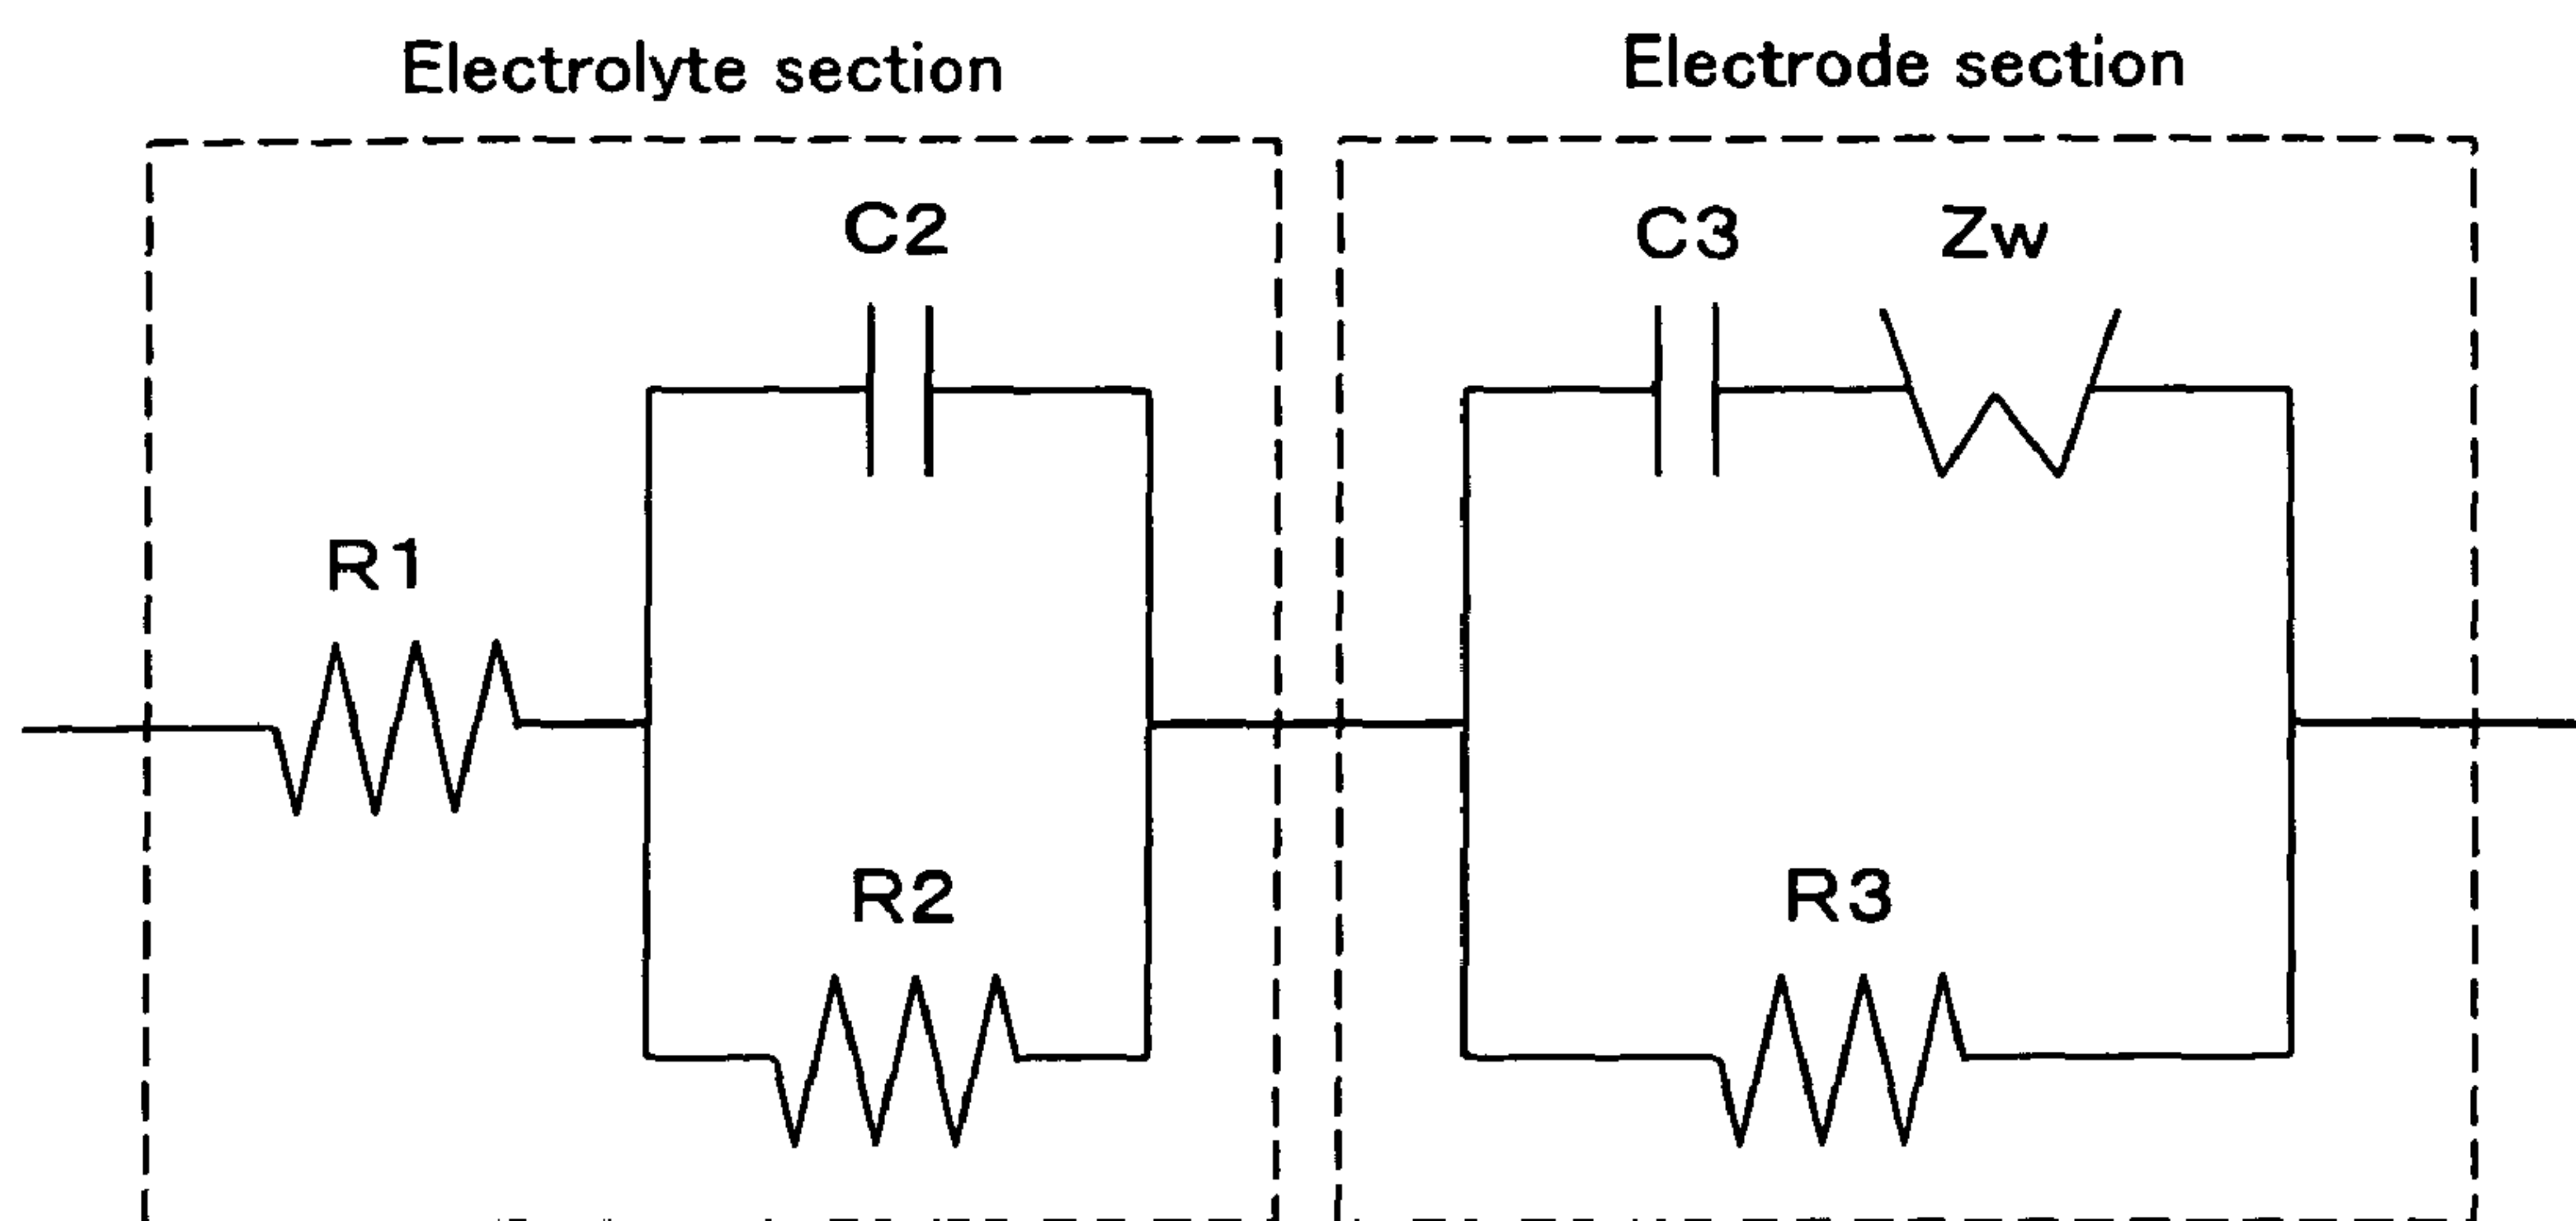 Electrolyte section
Electrode section
C2
C3
Zw
R1
R2
R3